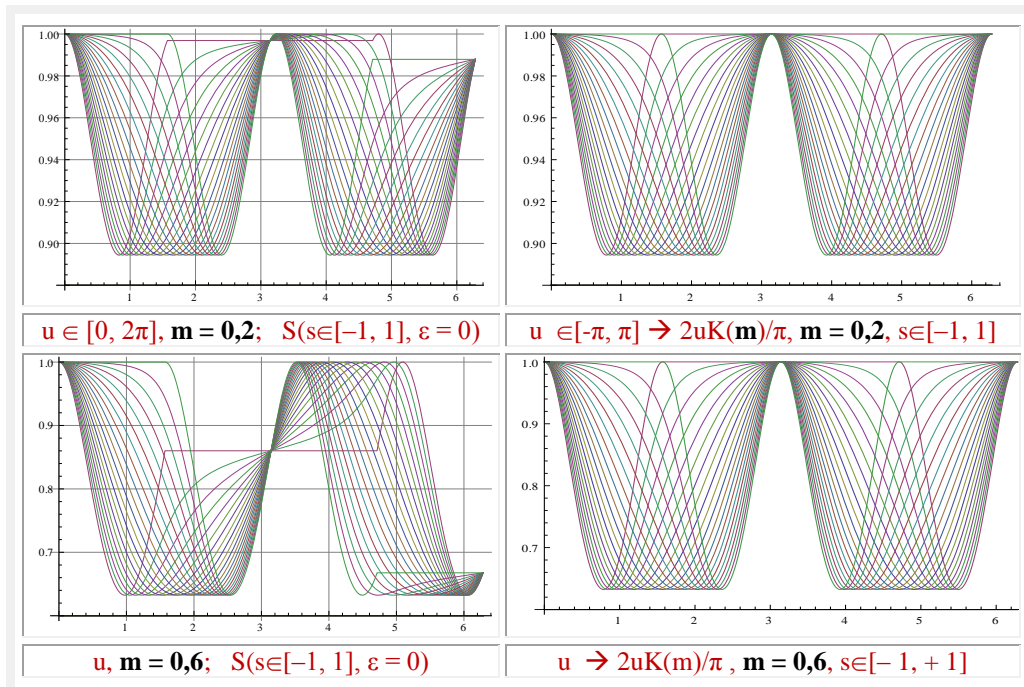 1.00
0.98
0.96
0.94
0.92
0.90
1 2 3 4 5 6
1.00
0.98
0.96
0.94
0.92
0.90
1 2 3 4 5 6
u ∈ [0, 2π], m = 0,2; S(s∈[–1, 1], ε = 0)
u ∈[-π, π] → 2uK(m)/π, m = 0,2, s∈[–1, 1]
1.0
0.9
0.8
0.7
1 2 3 4 5 6
1.0
0.9
0.8
0.7
1 2 3 4 5 6
u, m = 0,6; S(s∈[–1, 1], ε = 0)
u → 2uK(m)/π , m = 0,6, s∈[– 1, + 1]